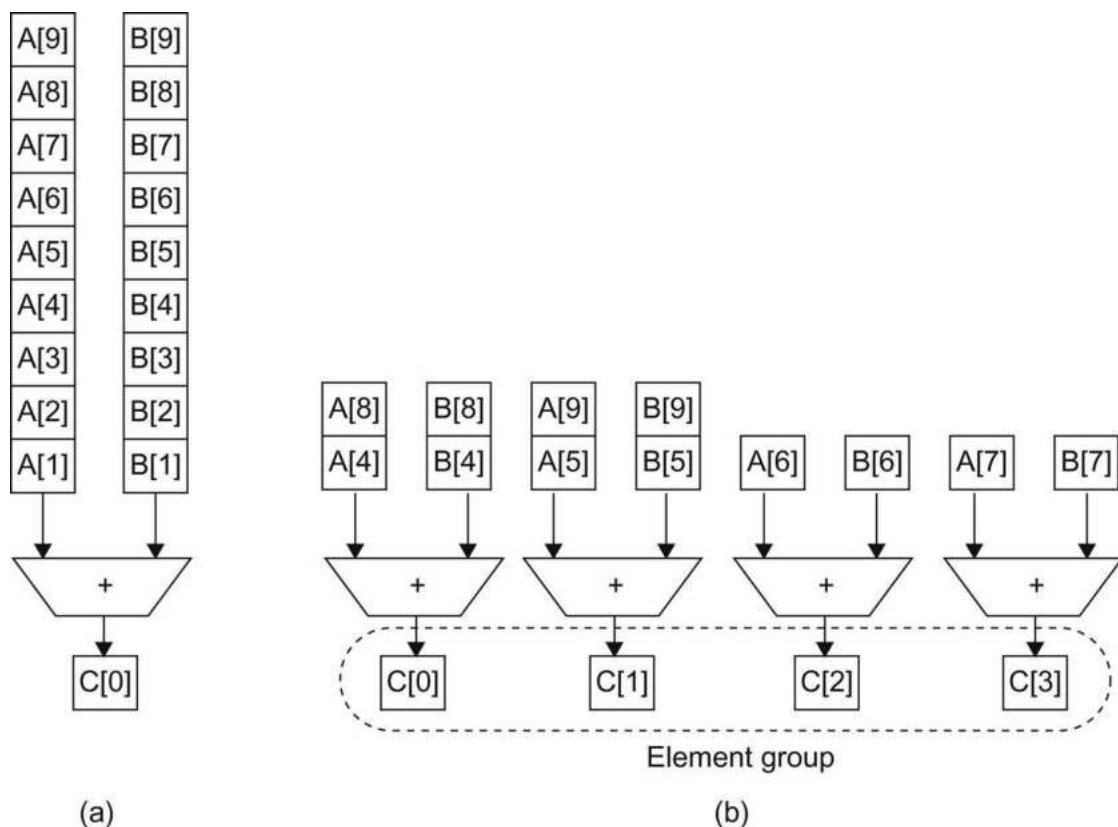 A[9] B[9]
A[8] B[8]
A[7] B[7]
A[6] B[6]
A[5] B[5]
A[4] B[4]
A[3] B[3]
A[2] B[2]
A[1] B[1]
+
C[0]
(a)
A[8] B[8] A[9] B[9]
A[4] B[4] A[5] B[5] A[6] B[6] A[7] B[7]
+ + + +
C[0] C[1] C[2] C[3]
Element group
(b)